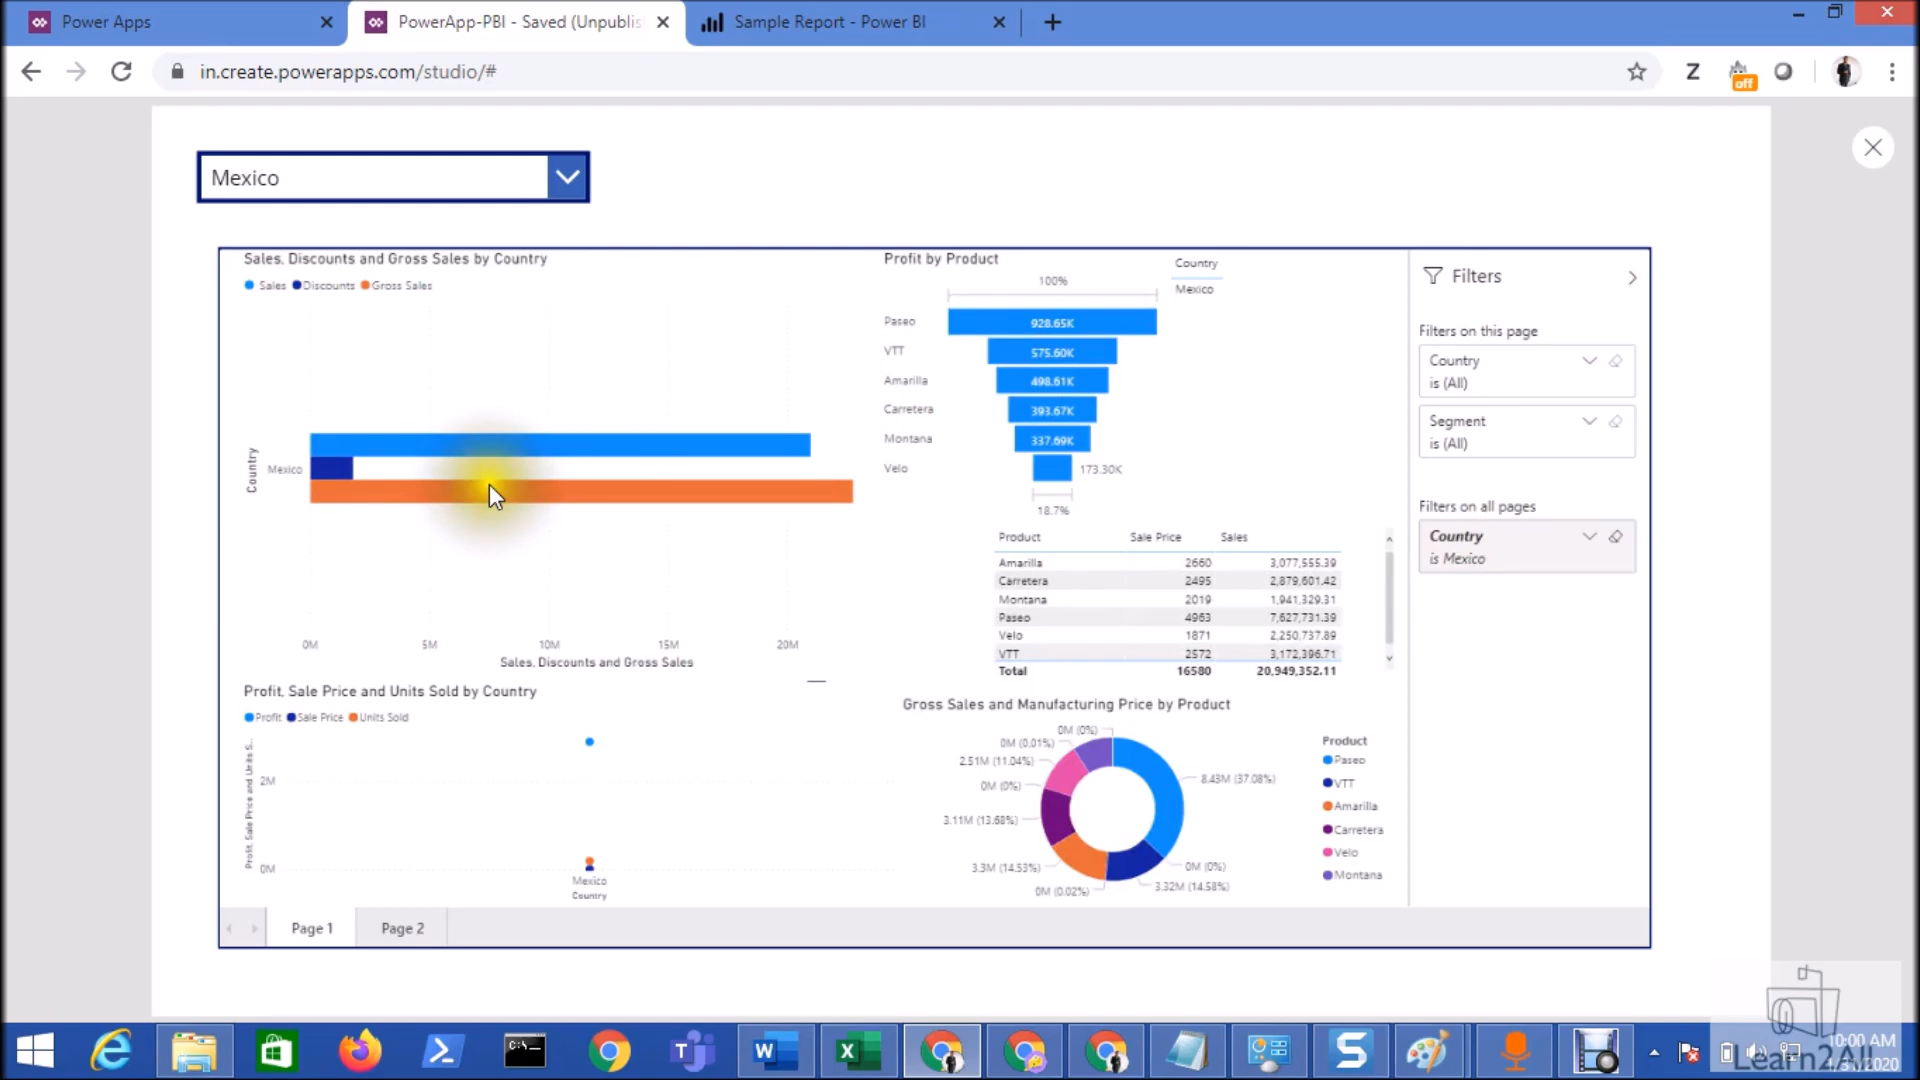 Power Apps
PowerApp-PBI - Saved (Unpublis
Sample Report - Power BI
in.create.powerapps.com/studio/#
Z
off
Mexico
Sales, Discounts and Gross Sales by Country
Sales Discounts Gross Sales
Country
Mexico
0M 5M 10M 15M 20M
Sales, Discounts and Gross Sales
Profit by Product
100%
Paseo 928.65K
VTT 575.60K
Amarilla 498.61K
Carretera 393.67K
Montana 337.69K
Velo 173.30K
18.7%
Country
Mexico
Product Sale Price Sales
Amarilla 2660 3,077,555.39
Carretera 2495 2,879,601.42
Montana 2019 1,941,329.31
Paseo 4963 7,627,731.39
Velo 1871 2,250,737.89
VTT 2572 3,172,396.71
Total 16580 20,949,352.11
Filters
Filters on this page
Country
is (All)
Segment
is (All)
Filters on all pages
Country
is Mexico
Profit, Sale Price and Units Sold by Country
Profit Sale Price Units Sold
Profit, Sale Price and Units S...
2M
0M
Mexico
Country
Gross Sales and Manufacturing Price by Product
0M (0%)
0M (0.01%)
2.51M (11.04%)
0M (0%)
3.11M (13.68%)
3.3M (14.53%)
0M (0.02%)
8.43M (37.08%)
0M (0%)
3.32M (14.58%)
Product
Paseo
VTT
Amarilla
Carretera
Velo
Montana
Page 1 Page 2
10:00 AM
Learn2All